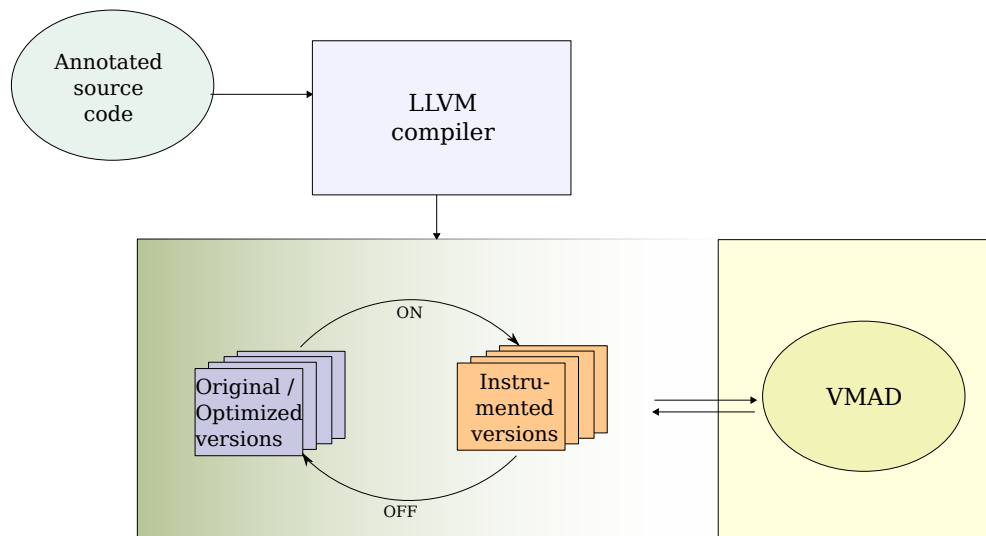 Annotated
source
code
LLVM
compiler
ON
Original /
Optimized
versions
Instru-
mented
versions
VMAD
OFF